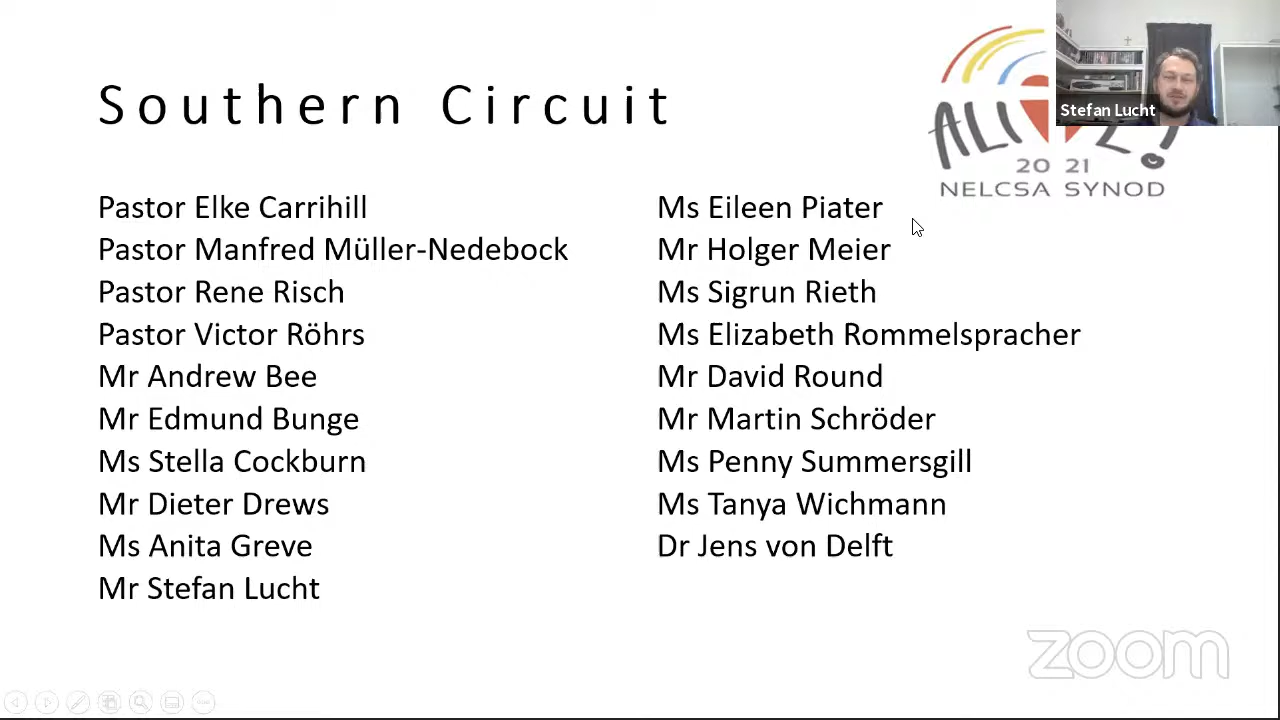 Southern Circuit
Stefan Lucht
20 21
NELCSA SYNOD
Pastor Elke Carrihill
Pastor Manfred Müller-Nedebock
Pastor Rene Risch
Pastor Victor Röhrs
Mr Andrew Bee
Mr Edmund Bunge
Ms Stella Cockburn
Mr Dieter Drews
Ms Anita Greve
Mr Stefan Lucht
Ms Eileen Piater
Mr Holger Meier
Ms Sigrun Rieth
Ms Elizabeth Rommelspracher
Mr David Round
Mr Martin Schröder
Ms Penny Summersgill
Ms Tanya Wichmann
Dr Jens von Delft
zoom